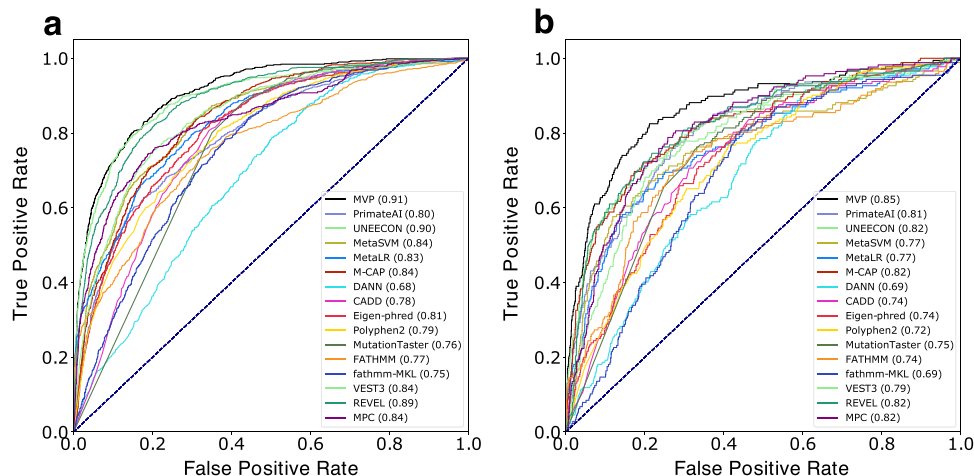 a
True Positive Rate
1.0
0.8
0.6
0.4
0.2
0.0
0.0
0.2
0.4
0.6
0.8
1.0
False Positive Rate
MVP (0.91)
PrimateAI (0.80)
UNEECON (0.90)
MetaSVM (0.84)
MetaLR (0.83)
M-CAP (0.84)
DANN (0.68)
CADD (0.78)
Eigen-phred (0.81)
Polyphen2 (0.79)
MutationTaster (0.76)
FATHMM (0.77)
fathmm-MKL (0.75)
VEST3 (0.84)
REVEL (0.89)
MPC (0.84)
b
True Positive Rate
1.0
0.8
0.6
0.4
0.2
0.0
0.0
0.2
0.4
0.6
0.8
1.0
False Positive Rate
MVP (0.85)
PrimateAI (0.81)
UNEECON (0.82)
MetaSVM (0.77)
MetaLR (0.77)
M-CAP (0.82)
DANN (0.69)
CADD (0.74)
Eigen-phred (0.74)
Polyphen2 (0.72)
MutationTaster (0.75)
FATHMM (0.74)
fathmm-MKL (0.69)
VEST3 (0.79)
REVEL (0.82)
MPC (0.82)